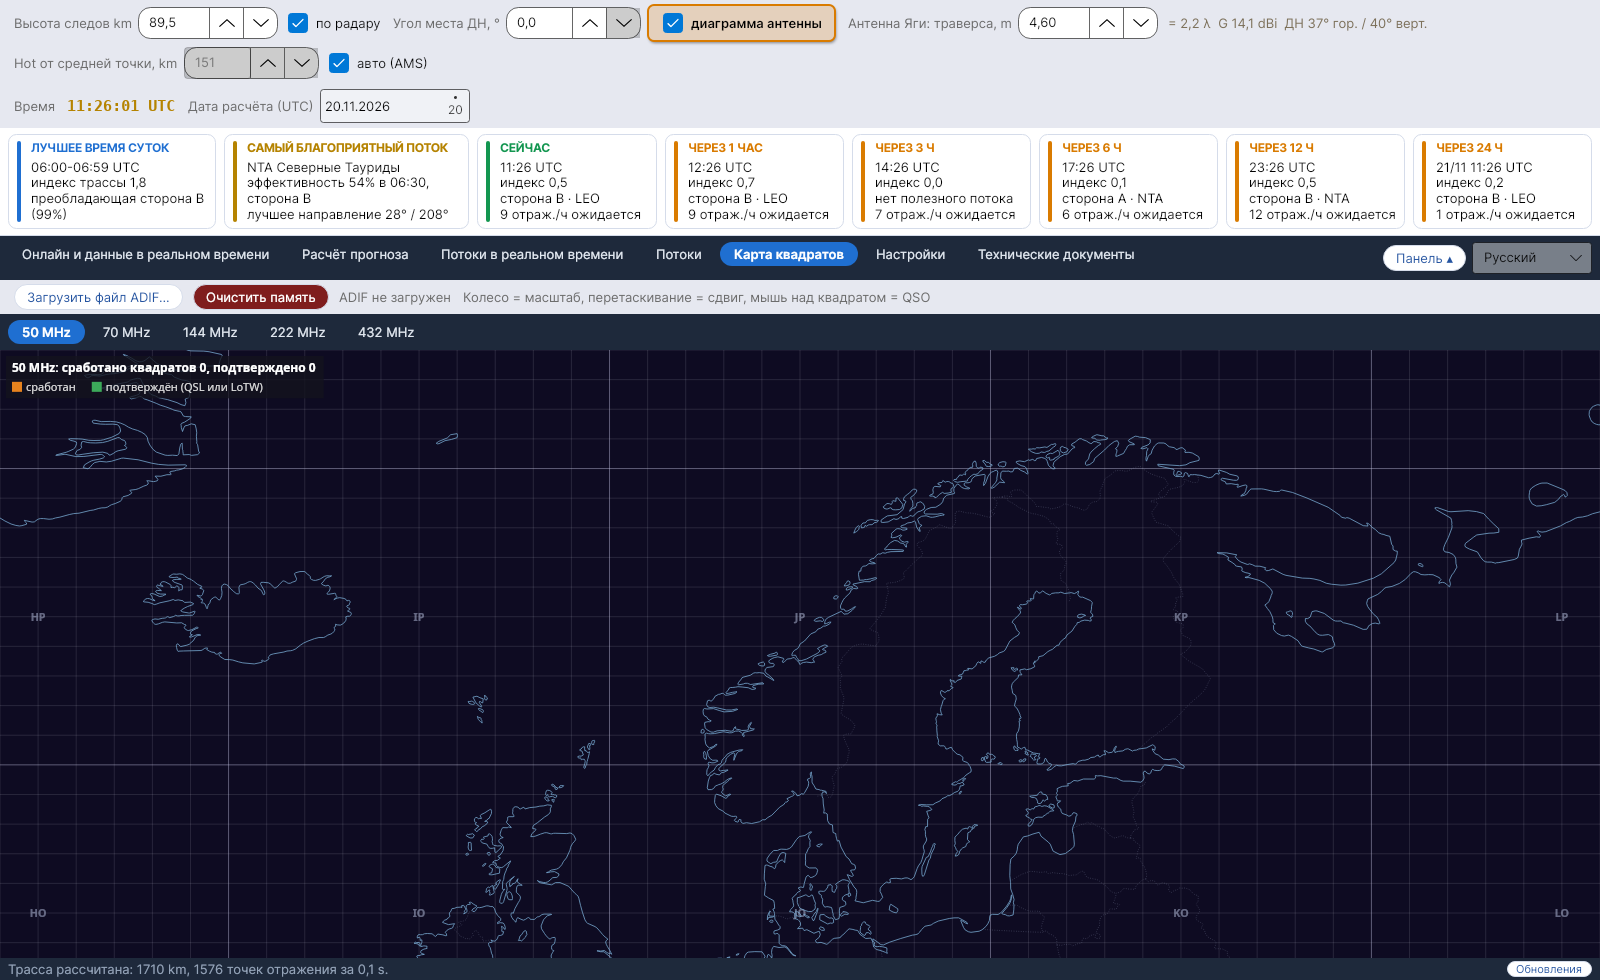 Высота следов km 89,5 по радару Угол места ДН, ° 0,0 диаграмма антенны Антенна Яги: траверса, m 4,60 = 2,2 λ G 14,1 dBi ДН 37° гор. / 40° верт.
Hot от средней точки, km 151 авто (AMS)
Время 11:26:01 UTC Дата расчёта (UTC) 20.11.2026 20
ЛУЧШЕЕ ВРЕМЯ СУТОК
06:00-06:59 UTC
индекс трассы 1,8
преобладающая сторона B
(99%)
САМЫЙ БЛАГОПРИЯТНЫЙ ПОТОК
NTA Северные Тауриды
эффективность 54% в 06:30,
сторона B
лучшее направление 28° / 208°
СЕЙЧАС
11:26 UTC
индекс 0,5
сторона B · LEO
9 отраж./ч ожидается
ЧЕРЕЗ 1 ЧАС
12:26 UTC
индекс 0,7
сторона B · LEO
9 отраж./ч ожидается
ЧЕРЕЗ 3 Ч
14:26 UTC
индекс 0,0
нет полезного потока
7 отраж./ч ожидается
ЧЕРЕЗ 6 Ч
17:26 UTC
индекс 0,1
сторона A · NTA
6 отраж./ч ожидается
ЧЕРЕЗ 12 Ч
23:26 UTC
индекс 0,5
сторона B · NTA
12 отраж./ч ожидается
ЧЕРЕЗ 24 Ч
21/11 11:26 UTC
индекс 0,2
сторона B · LEO
1 отраж./ч ожидается
Онлайн и данные в реальном времени Расчёт прогноза Потоки в реальном времени Потоки Карта квадратов Настройки Технические документы Панель ▴ Русский
Загрузить файл ADIF... Очистить память ADIF не загружен Колесо = масштаб, перетаскивание = сдвиг, мышь над квадратом = QSO
50 MHz 70 MHz 144 MHz 222 MHz 432 MHz
50 MHz: сработано квадратов 0, подтверждено 0
сработан подтверждён (QSL или LoTW)
HP IP JP KP LP
HO IO JO KO LO
Трасса рассчитана: 1710 km, 1576 точек отражения за 0,1 s. Обновления